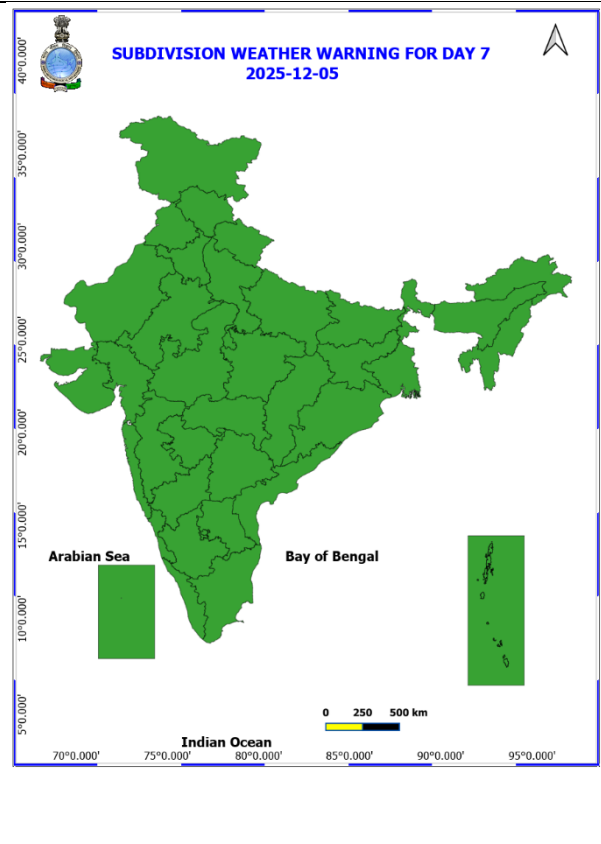 SUBDIVISION WEATHER WARNING FOR DAY 7
2025-12-05
40°0.000'
35°0.000'
30°0.000'
25°0.000'
20°0.000'
15°0.000'
10°0.000'
5°0.000'
Arabian Sea
Bay of Bengal
0 250 500 km
Indian Ocean
70°0.000' 75°0.000' 80°0.000' 85°0.000' 90°0.000' 95°0.000'